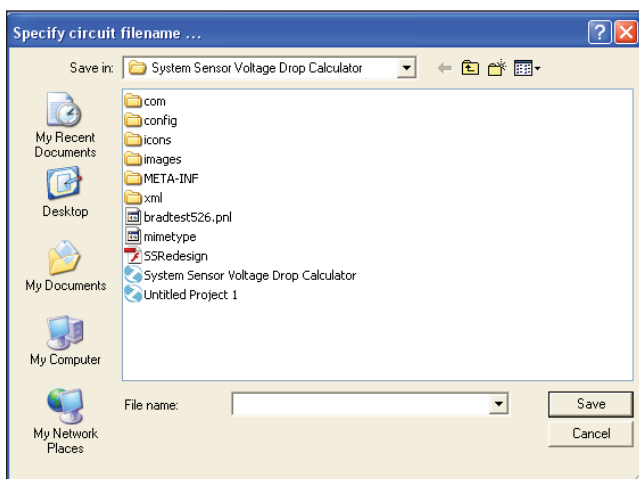 Specify circuit filename ...
Save in:
System Sensor Voltage Drop Calculator
My Recent
Documents
Desktop
My Documents
My Computer
My Network
Places
com
config
icons
images
META-INF
xml
bradtest526.pnl
mimetype
SSRedesign
System Sensor Voltage Drop Calculator
Untitled Project 1
File name:
Save
Cancel